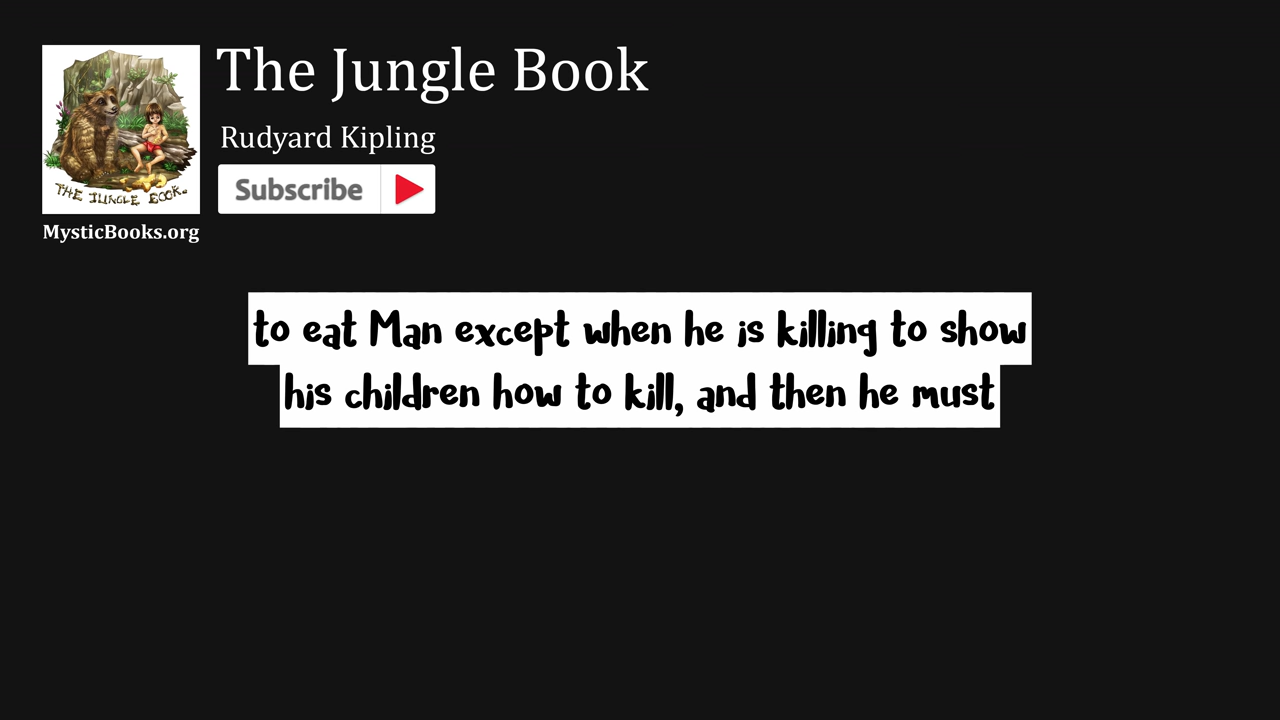 The Jungle Book
Rudyard Kipling
Subscribe
THE JUNGLE BOOK.
MysticBooks.org
to eat Man except when he is killing to show
his children how to kill, and then he must